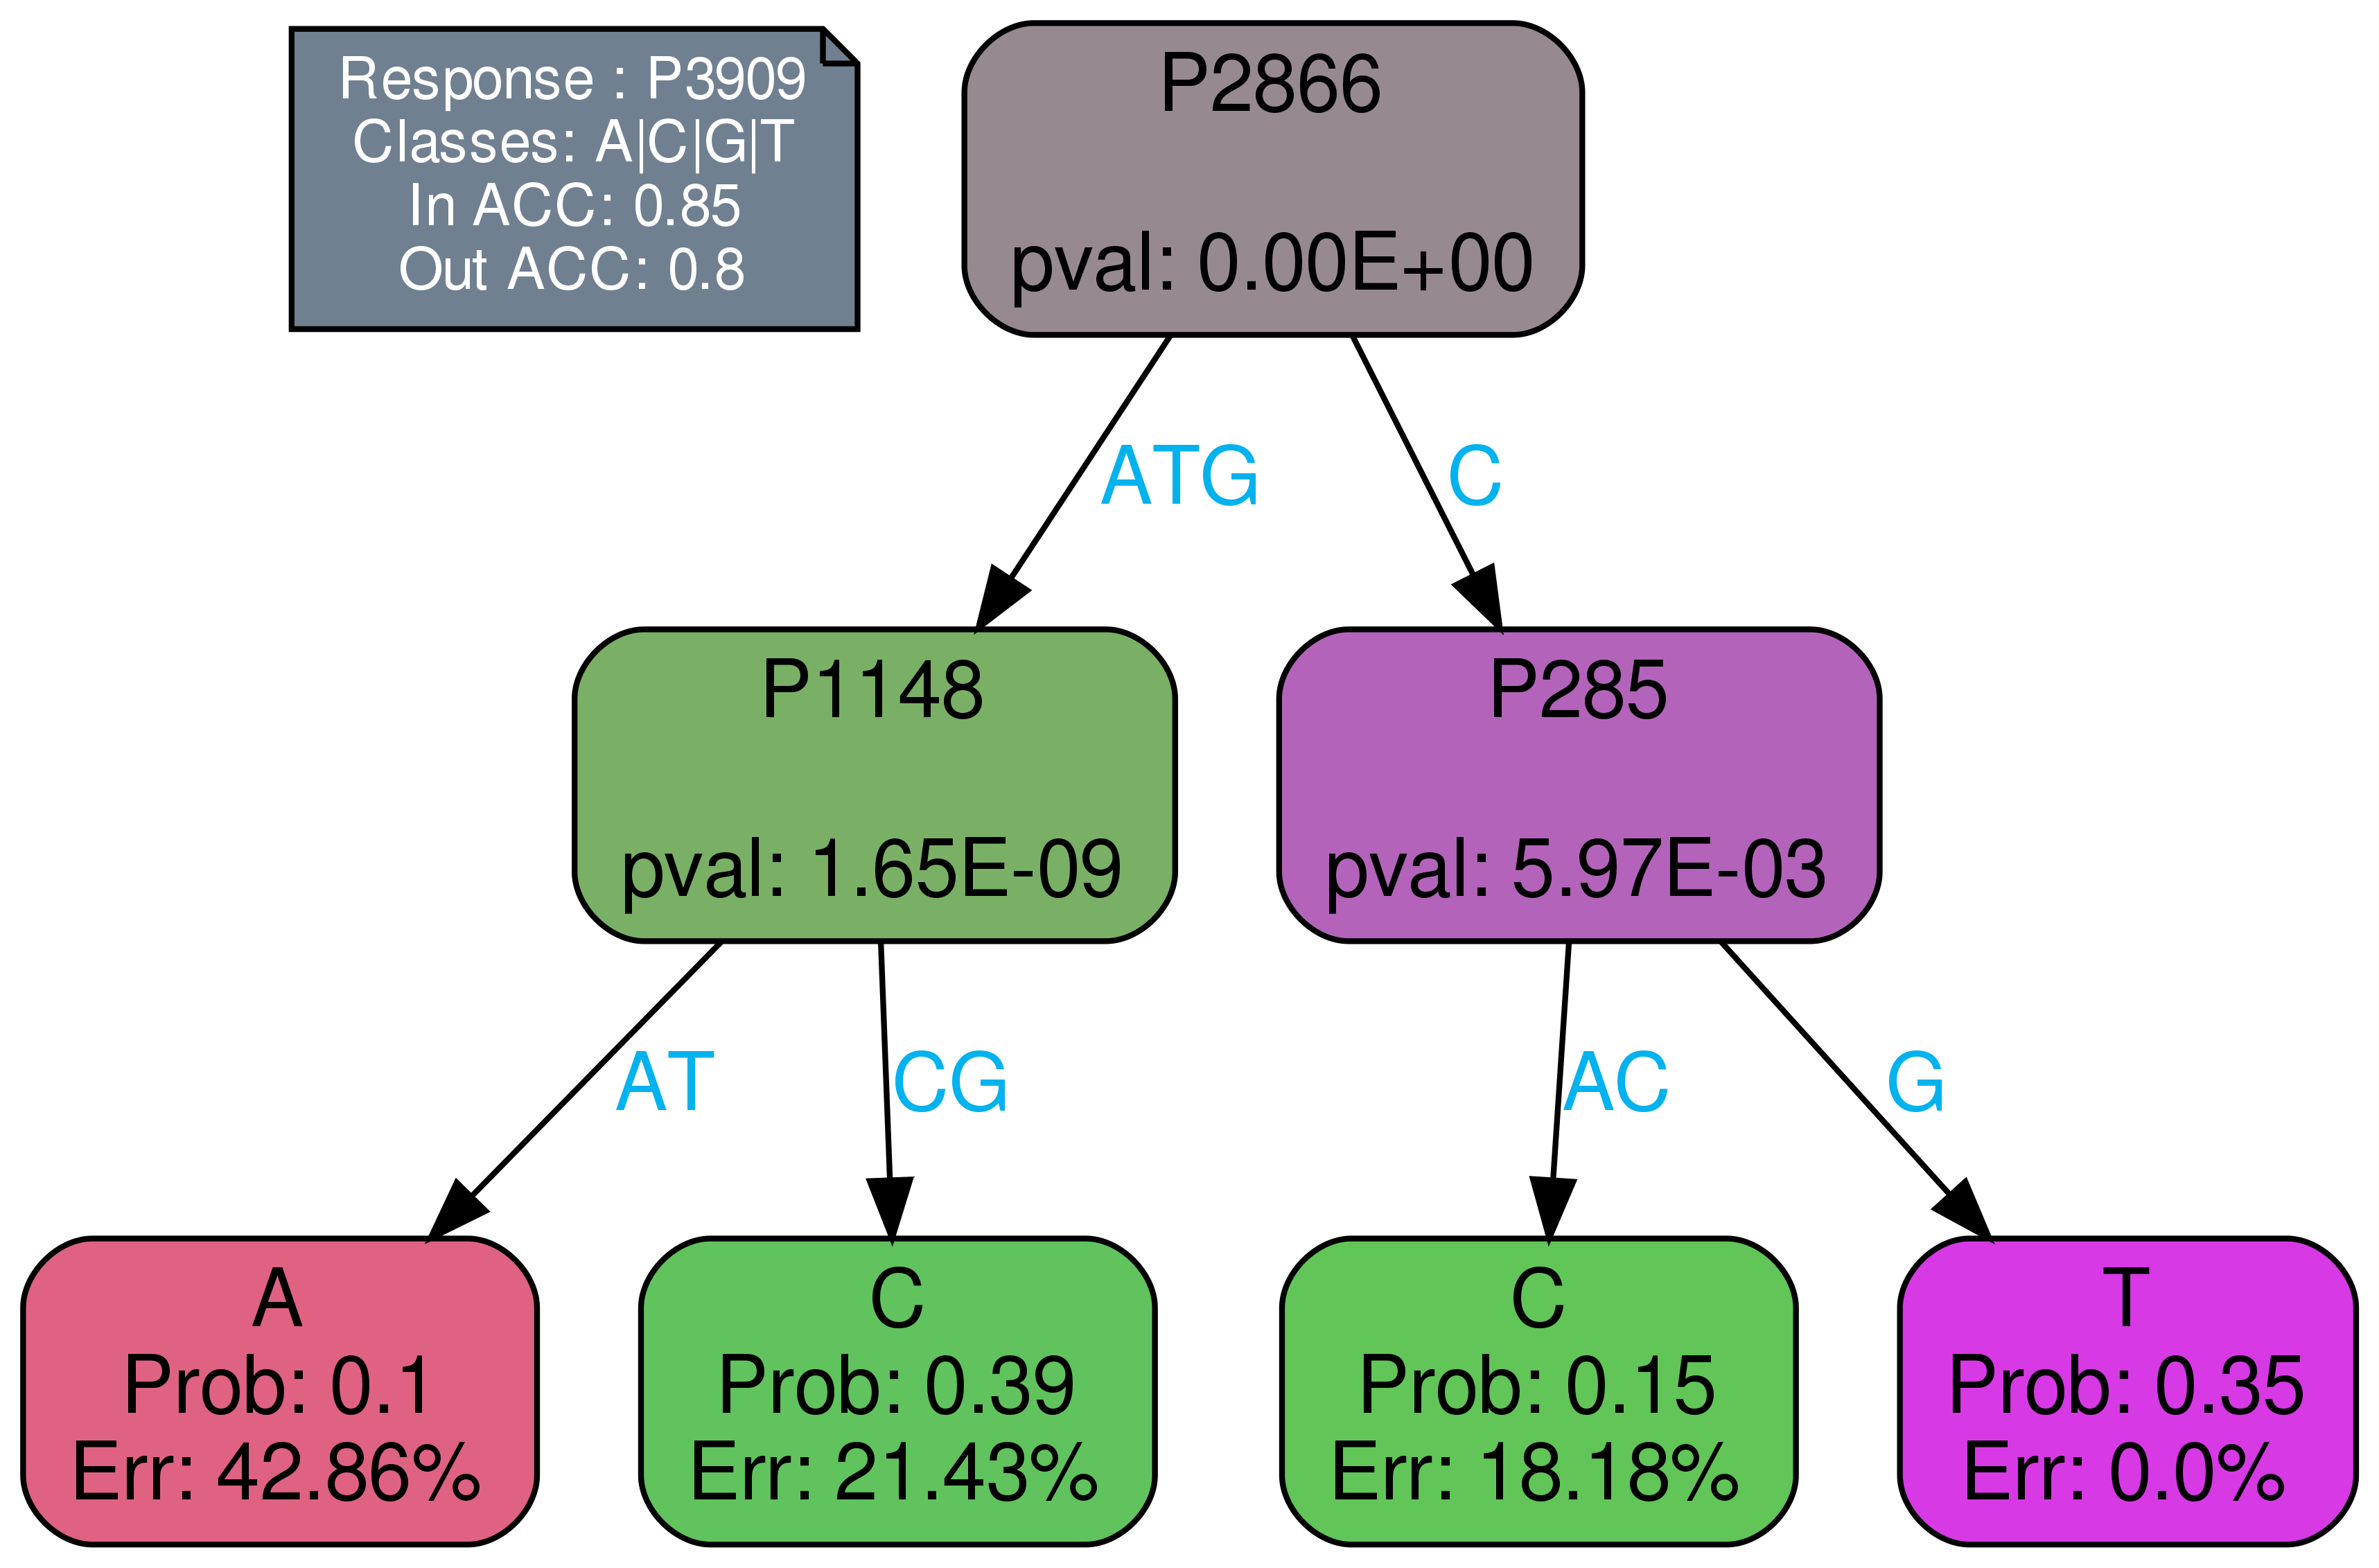 Response : P3909
Classes: A|C|G|T
In ACC: 0.85
Out ACC: 0.8
P2866
pval: 0.00E+00
ATG
C
P1148
pval: 1.65E-09
P285
pval: 5.97E-03
AT
CG
AC
G
A
Prob: 0.1
Err: 42.86%
C
Prob: 0.39
Err: 21.43%
C
Prob: 0.15
Err: 18.18%
T
Prob: 0.35
Err: 0.0%